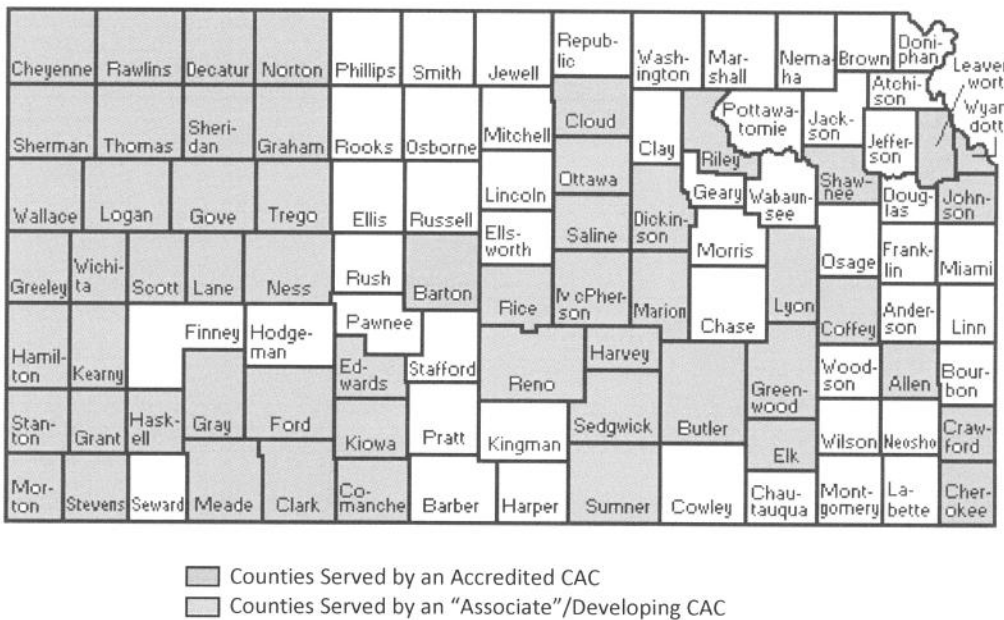 Cheyenne Rawlins Decatur Norton Phillips Smith Jewell
Republ-
ic
Wash-
ington
Mar-
shall
Nema-
ha
Brown
Doni-
phan
Leaven
wort
Wyan
dott
Atchi-
son
Sherman Thomas
Sheri-
dan
Graham Rooks Osborne
Mitchell
Cloud
Clay
Riley
Pottawa-
tomie
Jack-
son
Jeffer-
son
Wallace Logan Gove Trego Ellis Russell
Lincoln
Ottawa
Saline
Dickin-
son
Geary
Wabaun-
see
Shaw-
nee
Doug-
las
John-
son
Ells-
worth
Morris
Osage
Frank-
lin
Miami
Greeley
Wichi-
ta
Scott Lane Ness
Rush
Barton
Rice
McPher-
son
Marion
Chase
Lyon
Coffey
Ander-
son
Linn
Hamil-
ton
Kearny
Finney
Hodge-
man
Pawnee
Ed-
wards
Stafford
Reno
Harvey
Butler
Green-
wood
Wood-
son
Allen
Bour-
bon
Stan-
ton
Grant
Hask-
ell
Gray
Ford
Kiowa
Pratt
Kingman
Sedgwick
Elk
Wilson
Neosho
Craw-
ford
Mor-
ton
Stevens
Seward
Meade
Clark
Co-
manche
Barber
Harper
Sumner
Cowley
Chau-
tauqua
Mont-
gomery
La-
bette
Cher-
okee
Counties Served by an Accredited CAC
Counties Served by an “Associate”/Developing CAC